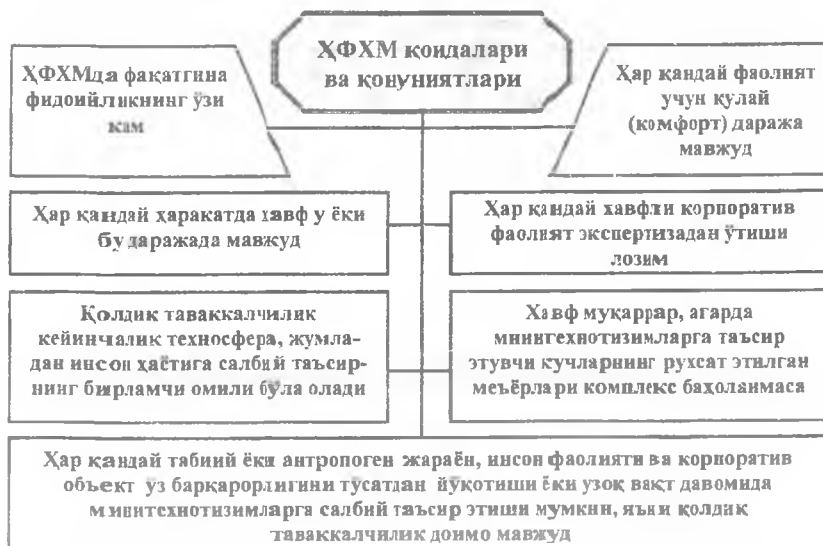 ҲФХМ қоидалари
ва қонуниятлари
ҲФХМда фақатгина
фидоийликнинг ўзи
кам
Ҳар қандай фаолият
учун қулай
(комфорт) даража
мавжуд
Ҳар қандай ҳаракатда хавф у ёки
бу даражада мавжуд
Ҳар қандай хавфли корпоратив
фаолият экспертизадан ўтиши
лозим
Қолдиқ таваккалчилик
кейинчалик техносфера, жумла-
дан инсон ҳаётига салбий таъсир-
нинг бирламчи омили бўла олади
Хавф муқаррар, агарда
минитехнотизимларга таъсир
этувчи кучларнинг рухсат этилган
меъёрлари комплекс баҳоланмаса
Ҳар қандай табиий ёки антропоген жараён, инсон фаолияти ва корпоратив
объект ўз барқарорлигини тўсатдан йўқотиши ёки узоқ вақт давомида
минитехнотизимларга салбий таъсир этиши мумкин, яъни қолдиқ
таваккалчилик доимо мавжуд